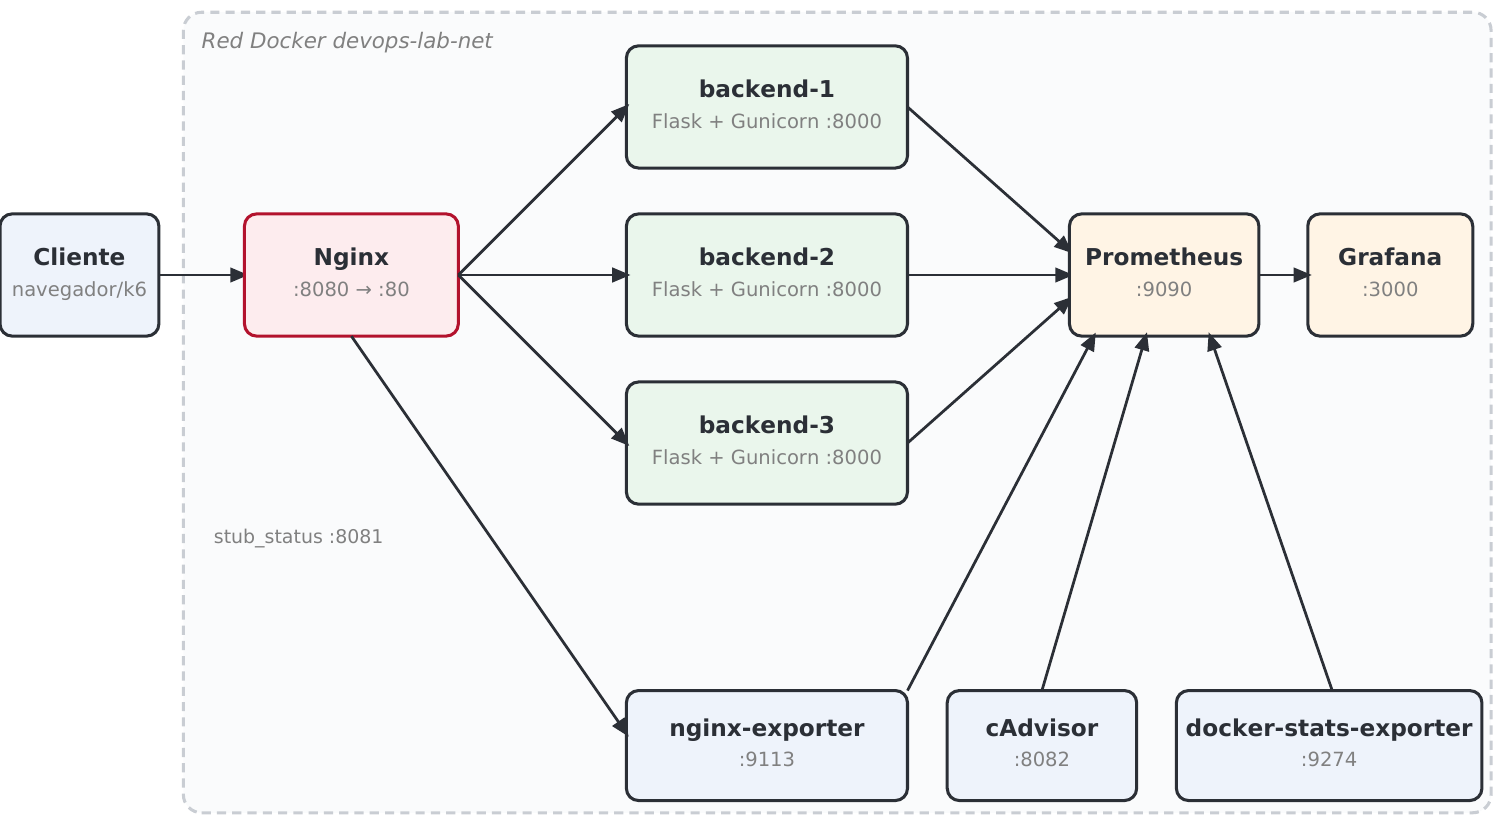 Red Docker devops-lab-net
backend-1
Flask + Gunicorn :8000
Cliente
navegador/k6
Nginx
:8080 → :80
backend-2
Flask + Gunicorn :8000
Prometheus
:9090
Grafana
:3000
backend-3
Flask + Gunicorn :8000
stub_status :8081
nginx-exporter
:9113
cAdvisor
:8082
docker-stats-exporter
:9274